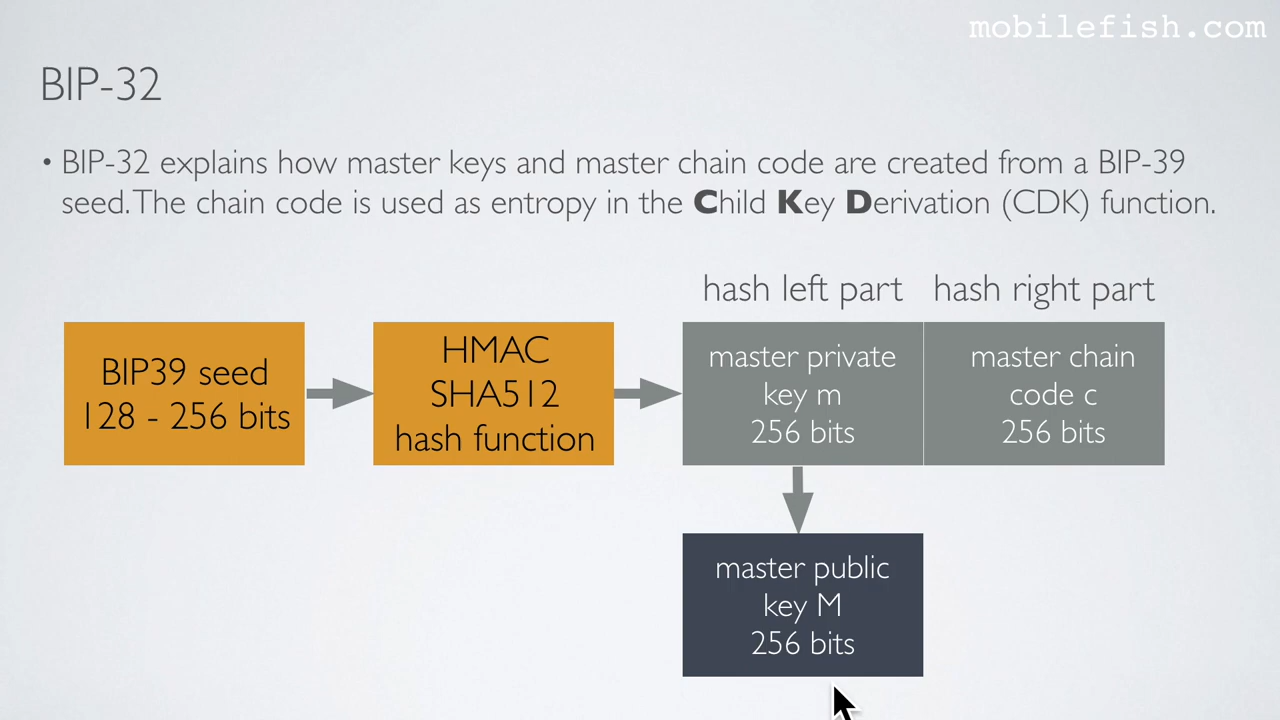 mobilefish.com
BIP-32
• BIP-32 explains how master keys and master chain code are created from a BIP-39
seed. The chain code is used as entropy in the Child Key Derivation (CDK) function.
hash left part hash right part
BIP39 seed
128 - 256 bits
HMAC
SHA512
hash function
master private
key m
256 bits
master chain
code c
256 bits
master public
key M
256 bits